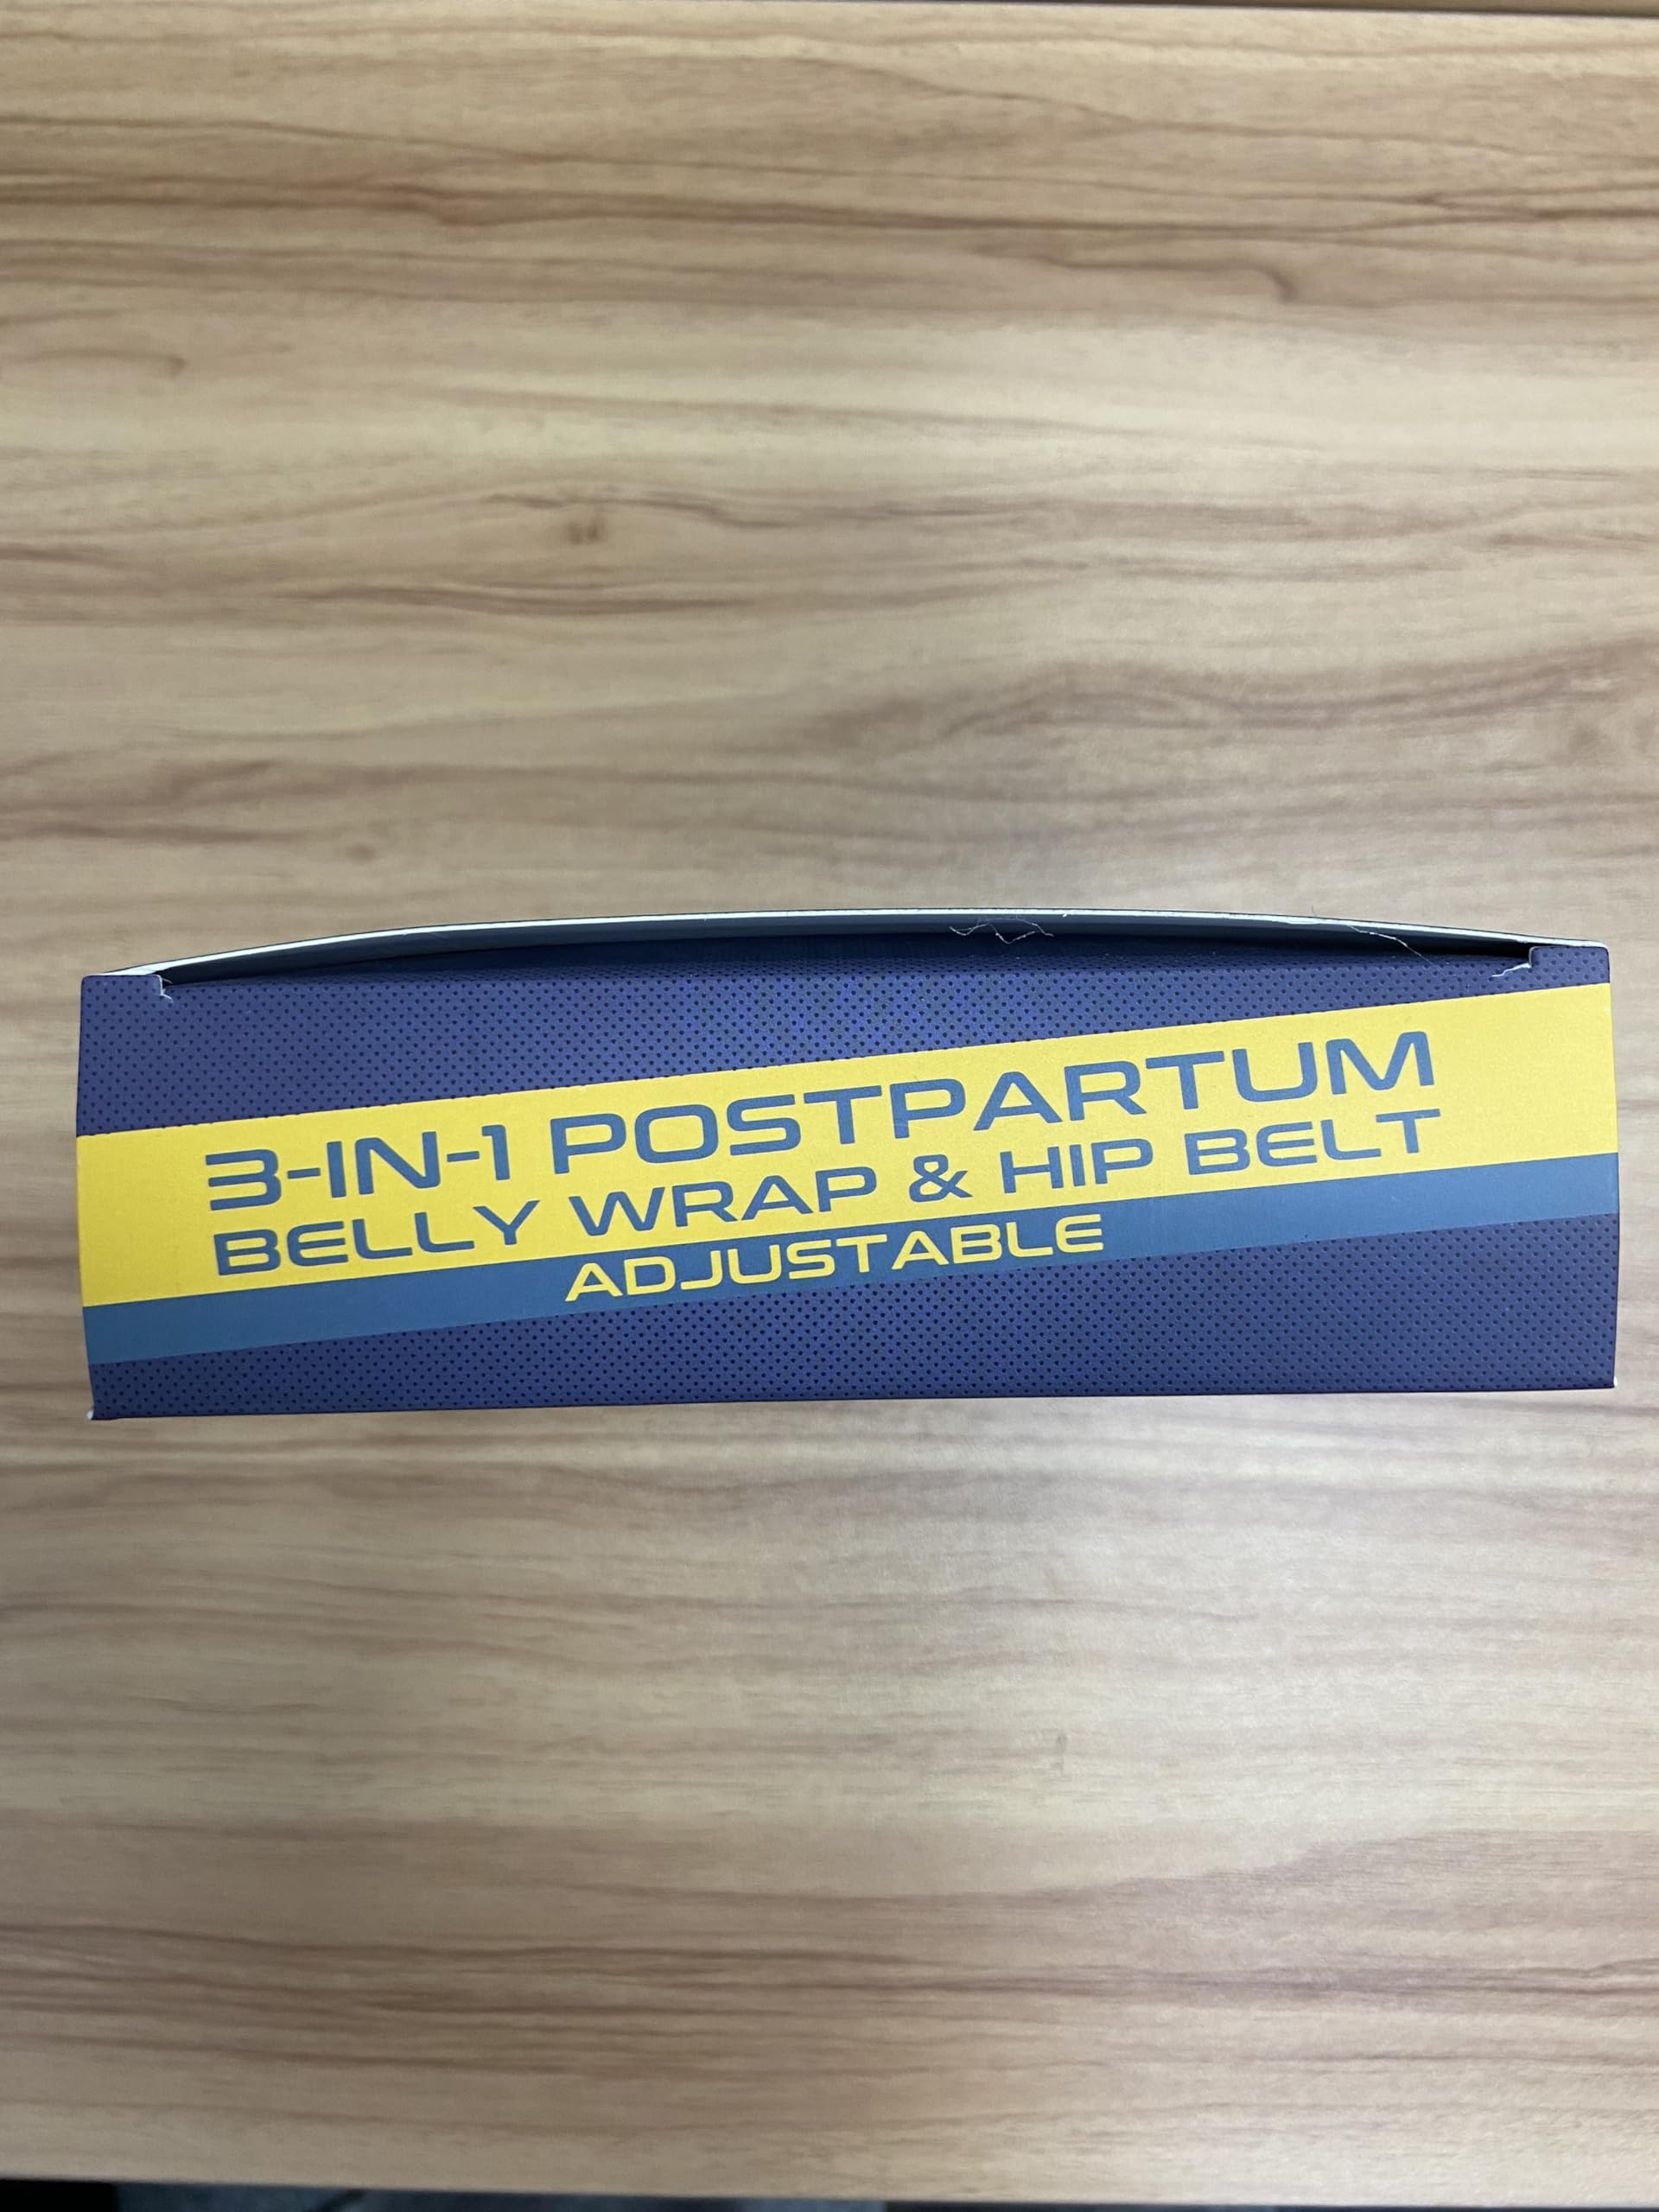 3-IN-1 POSTPARTUM
BELLY WRAP & HIP BELT
ADJUSTABLE